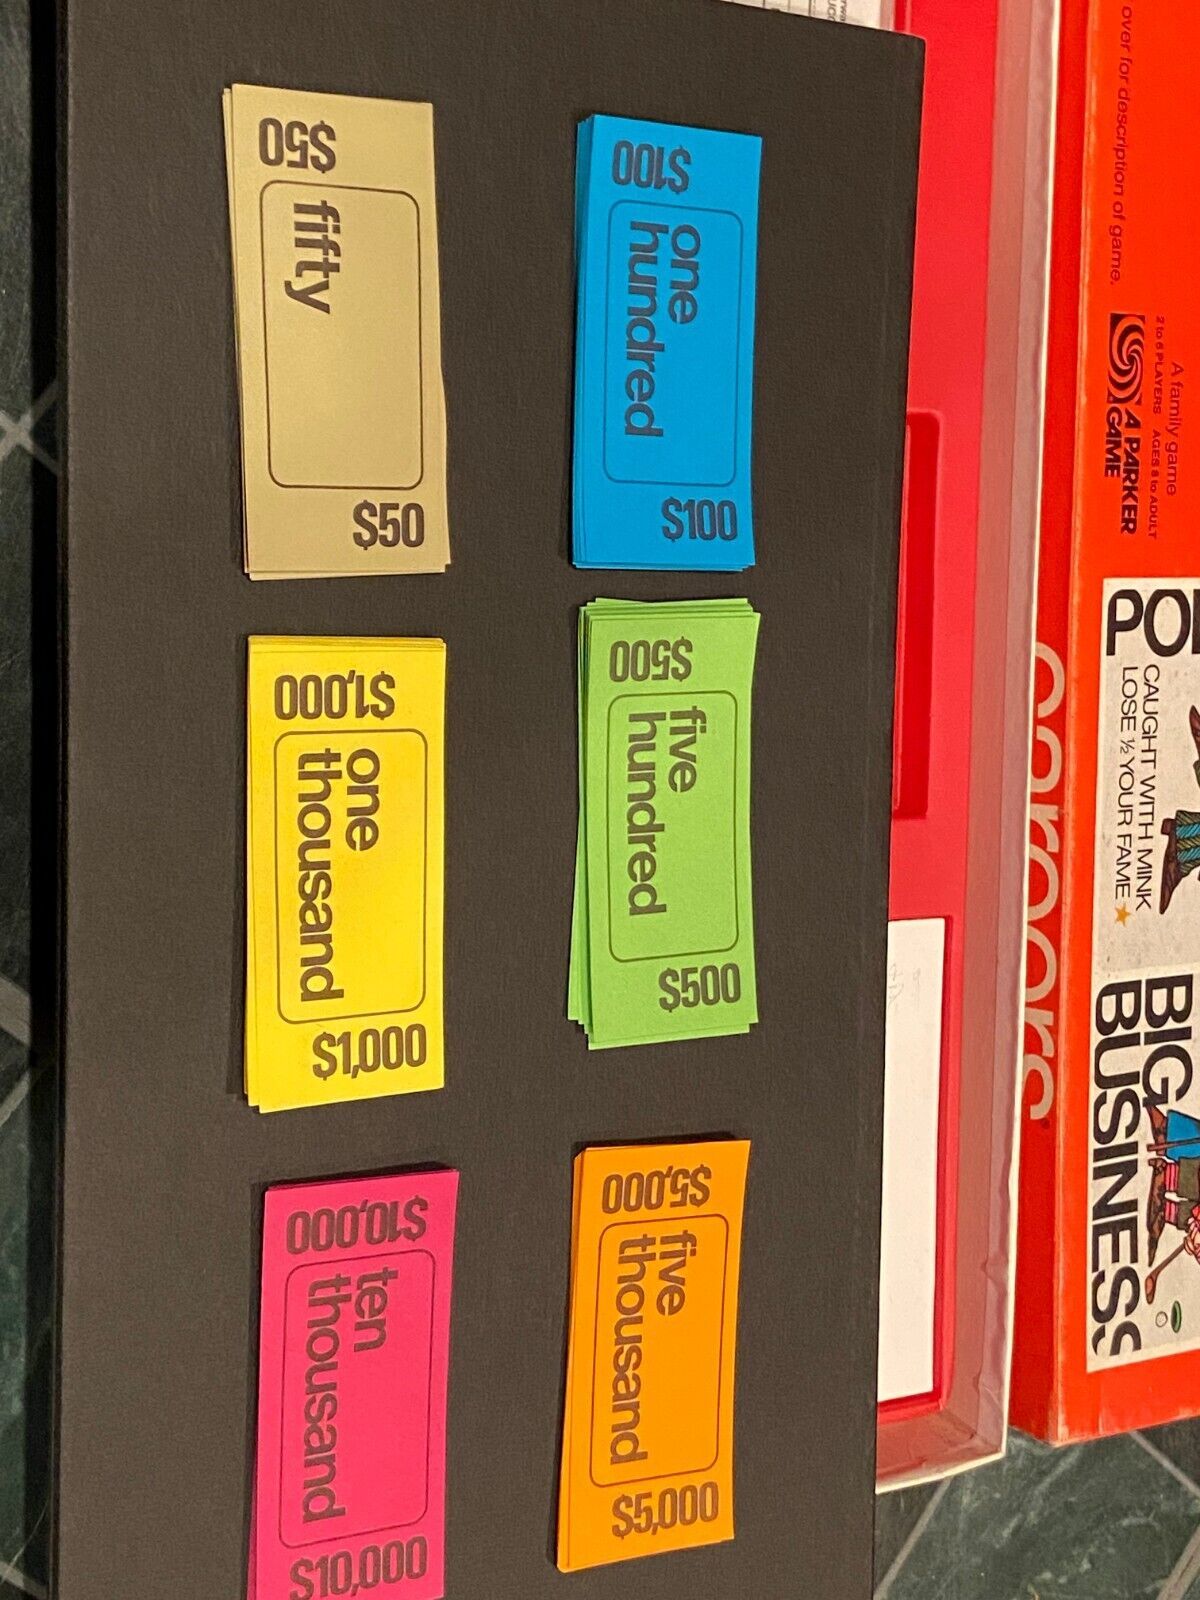 $50
fifty
$50
$100
one
hundred
$100
$1,000
one
thousand
$1,000
$500
five
hundred
$500
$10,000
ten
thousand
$10,000
$5,000
five
thousand
$5,000
over for description of game.
A family game
2 to 6 PLAYERS AGES 8 to ADULT
A PARKER
GAME
careers
CAUGHT WITH MINK
LOSE ½ YOUR FAME ★
BIG
BUSINESS